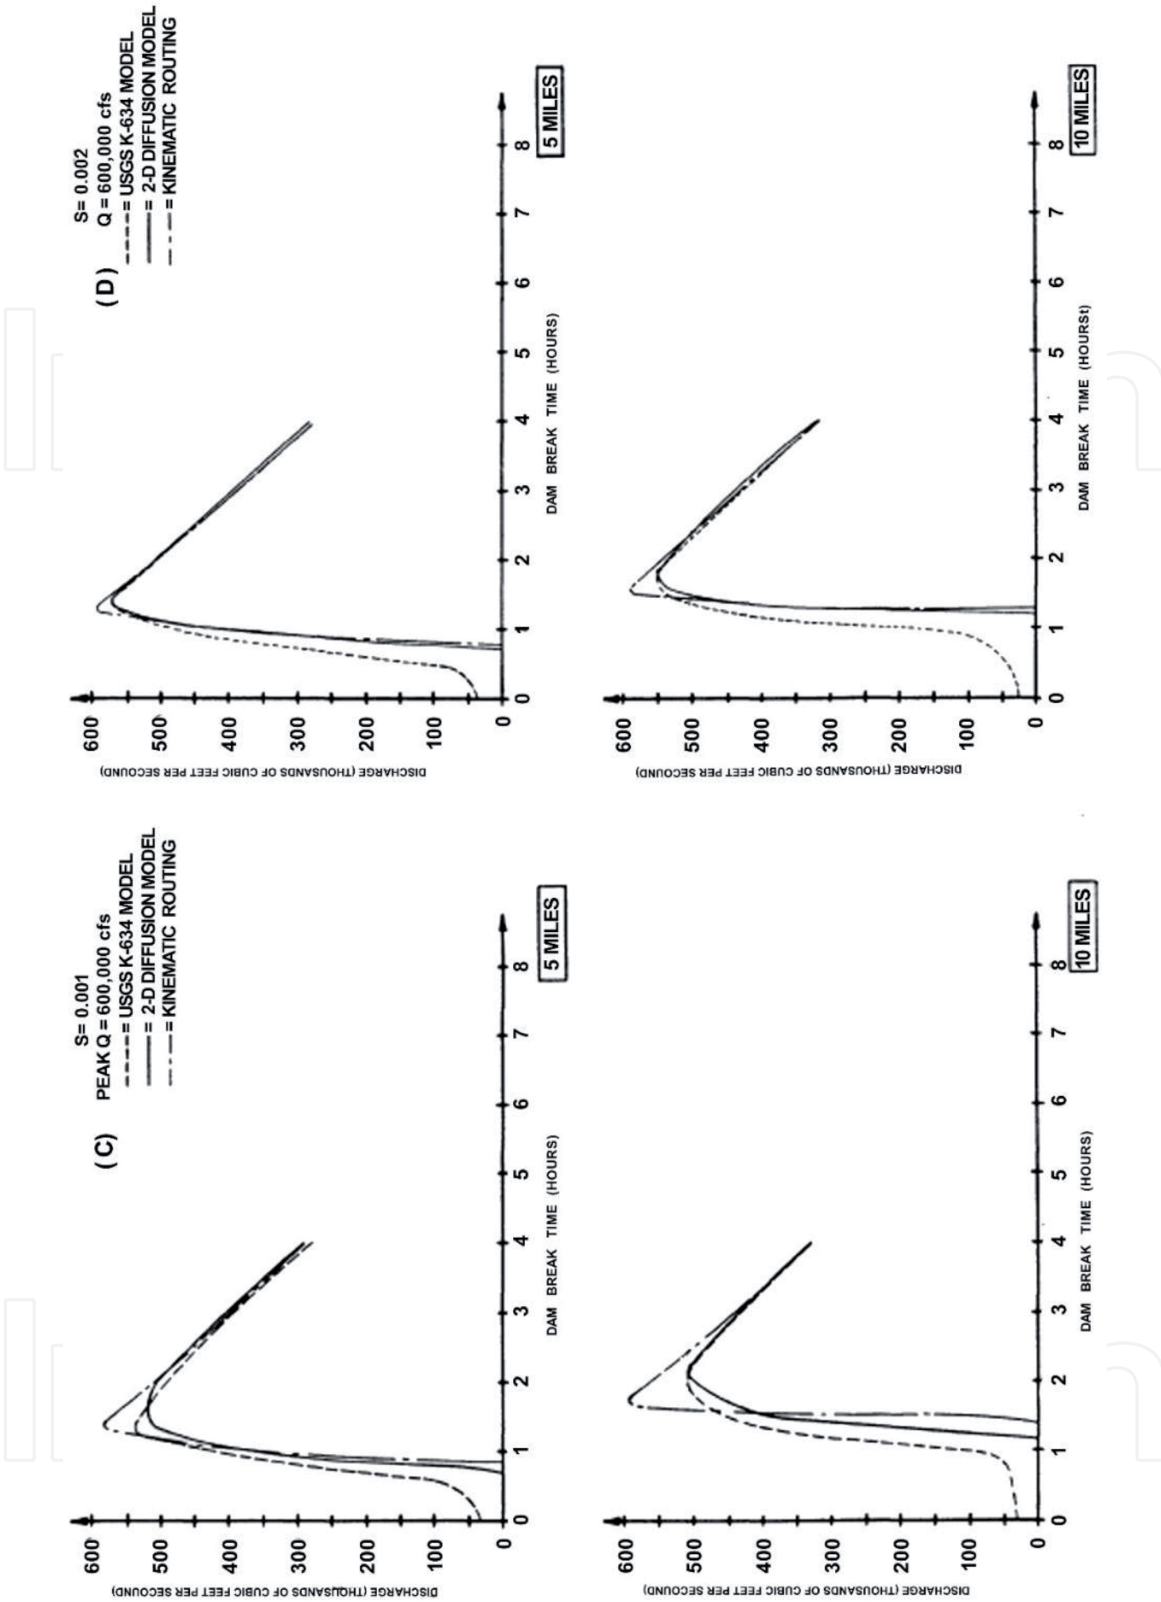 (C)
S= 0.001
PEAK Q = 600,000 cfs
= USGS K-634 MODEL
= 2-D DIFFUSION MODEL
= KINEMATIC ROUTING
DISCHARGE (THOUSANDS OF CUBIC FEET PER SECOUND)
600
500
400
300
200
100
0
0 1 2 3 4 5 6 7 8
DAM BREAK TIME (HOURS)
5 MILES
DISCHARGE (THOUSANDS OF CUBIC FEET PER SECOUND)
600
500
400
300
200
100
0
0 1 2 3 4 5 6 7 8
DAM BREAK TIME (HOURS)
10 MILES
(D)
S= 0.002
Q = 600,000 cfs
= USGS K-634 MODEL
= 2-D DIFFUSION MODEL
= KINEMATIC ROUTING
DISCHARGE (THOUSANDS OF CUBIC FEET PER SECOUND)
600
500
400
300
200
100
0
0 1 2 3 4 5 6 7 8
DAM BREAK TIME (HOURS)
5 MILES
DISCHARGE (THOUSANDS OF CUBIC FEET PER SECOUND)
600
500
400
300
200
100
0
0 1 2 3 4 5 6 7 8
DAM BREAK TIME (HOURSt)
10 MILES